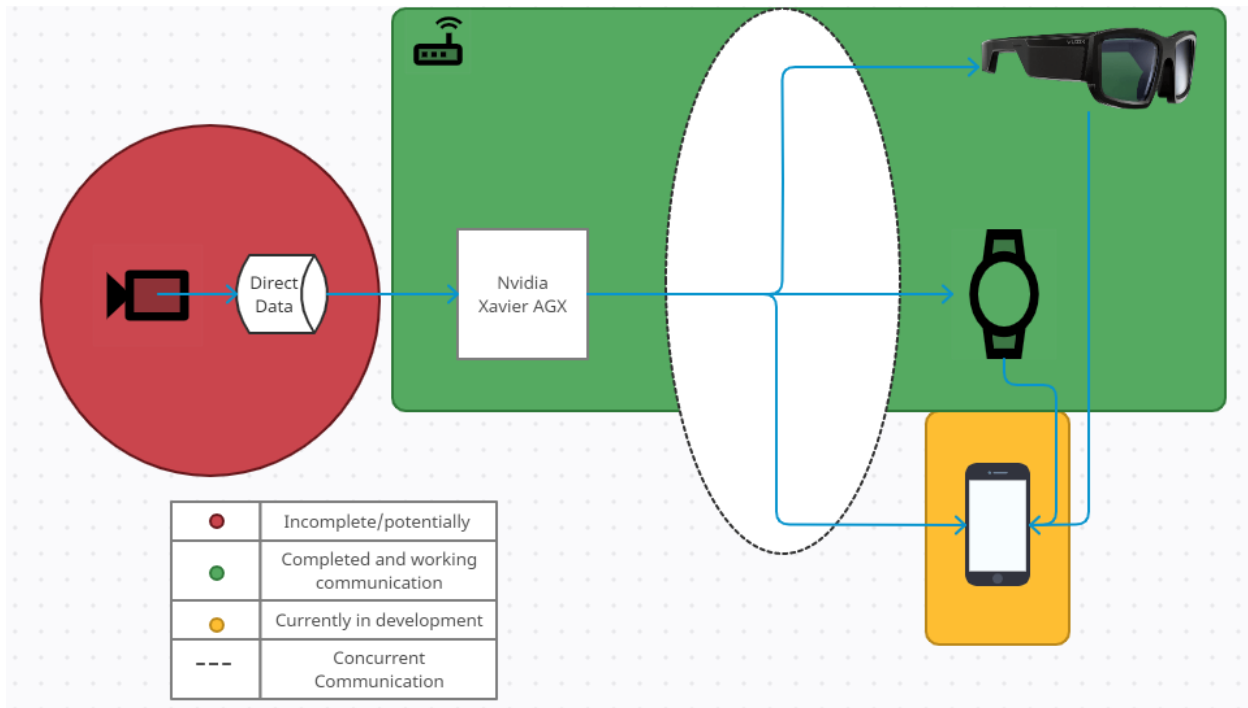 Direct
Data
Nvidia
Xavier AGX
Incomplete/potentially
Completed and working
communication
Currently in development
Concurrent
Communication